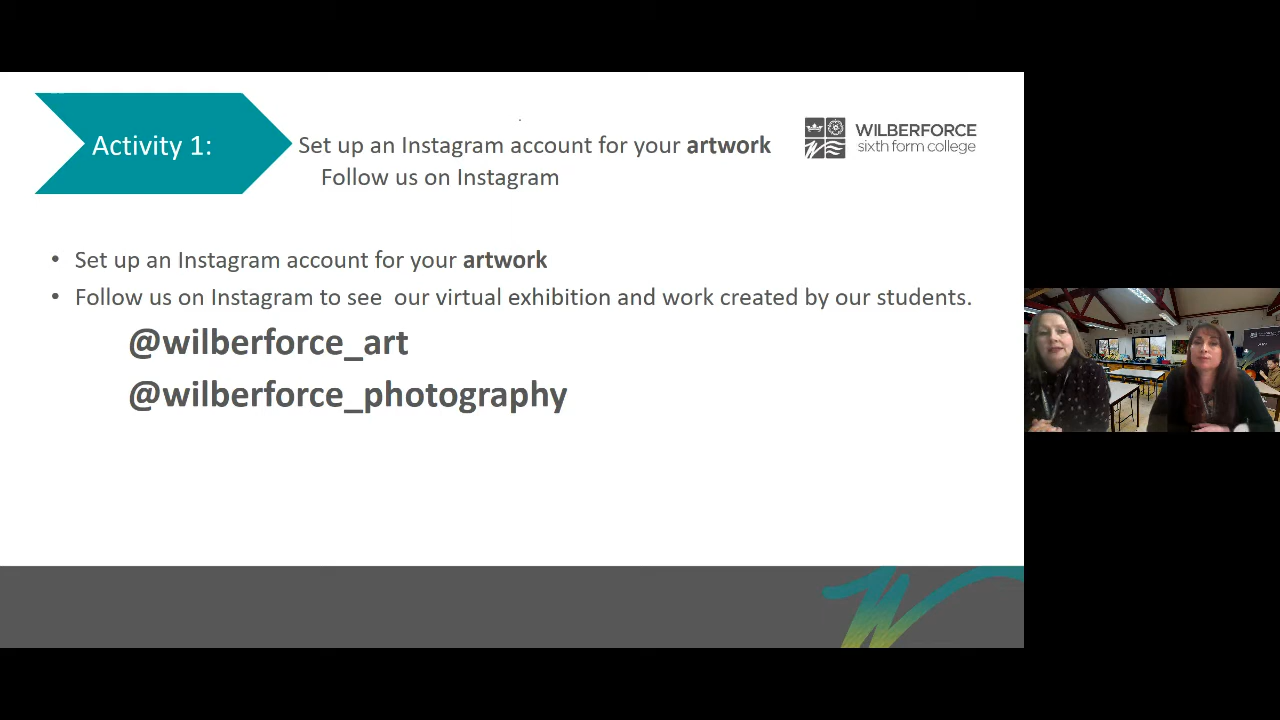 Activity 1:
Set up an Instagram account for your artwork
Follow us on Instagram
WILBERFORCE
sixth form college
• Set up an Instagram account for your artwork
• Follow us on Instagram to see our virtual exhibition and work created by our students.
@wilberforce_art
@wilberforce_photography